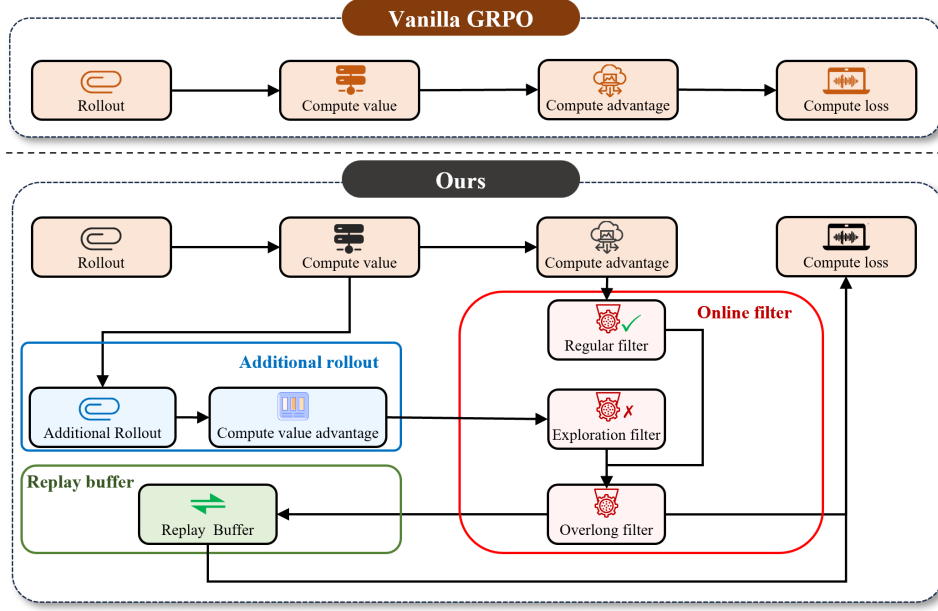 Vanilla GRPO
Rollout
Compute value
Compute advantage
Compute loss
Ours
Rollout
Compute value
Compute advantage
Compute loss
Online filter
Regular filter
Additional rollout
Additional Rollout
Compute value advantage
Exploration filter
Replay buffer
Replay Buffer
Overlong filter